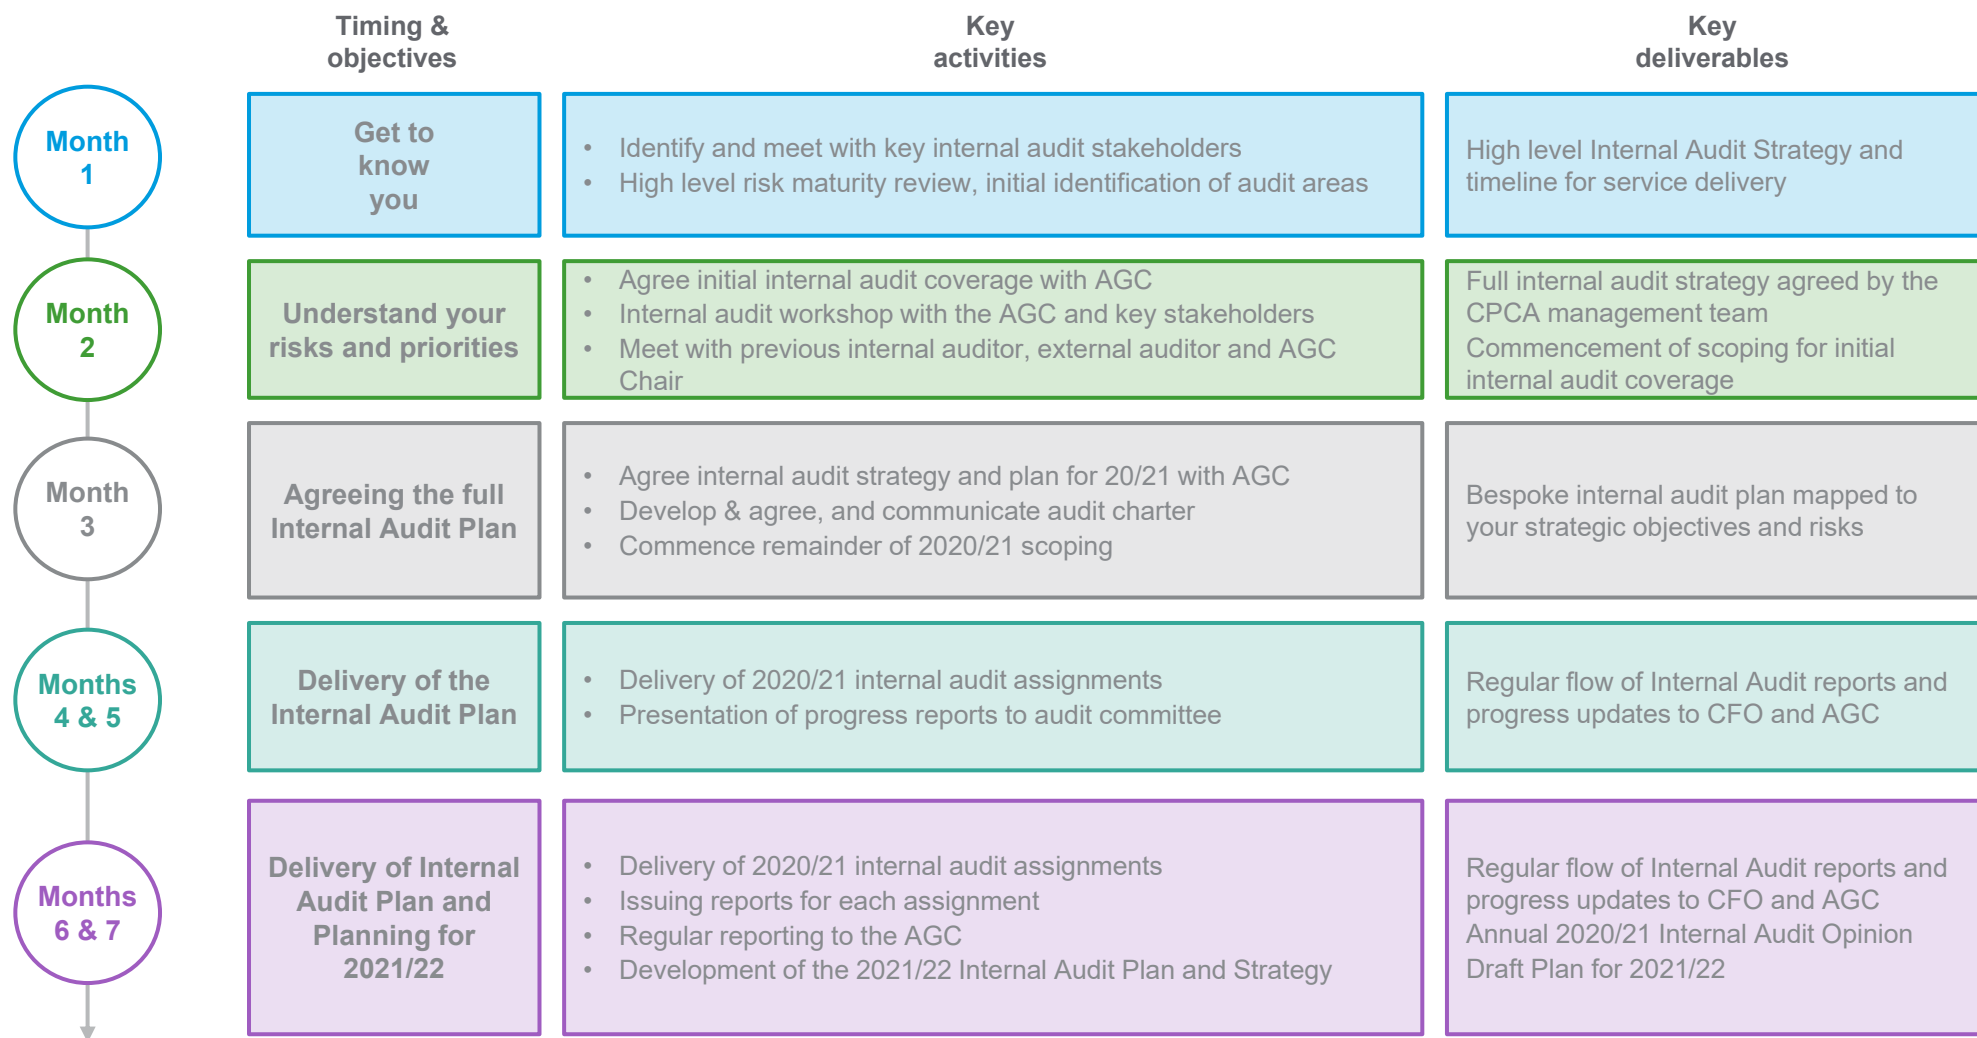 Timing &
objectives
Key
activities
Key
deliverables
Month
1
Get to
know
you
• Identify and meet with key internal audit stakeholders
• High level risk maturity review, initial identification of audit areas
High level Internal Audit Strategy and
timeline for service delivery
Month
2
Understand your
risks and priorities
• Agree initial internal audit coverage with AGC
• Internal audit workshop with the AGC and key stakeholders
• Meet with previous internal auditor, external auditor and AGC
Chair
Full internal audit strategy agreed by the
CPCA management team
Commencement of scoping for initial
internal audit coverage
Month
3
Agreeing the full
Internal Audit Plan
• Agree internal audit strategy and plan for 20/21 with AGC
• Develop & agree, and communicate audit charter
• Commence remainder of 2020/21 scoping
Bespoke internal audit plan mapped to
your strategic objectives and risks
Months
4 & 5
Delivery of the
Internal Audit Plan
• Delivery of 2020/21 internal audit assignments
• Presentation of progress reports to audit committee
Regular flow of Internal Audit reports and
progress updates to CFO and AGC
Months
6 & 7
Delivery of Internal
Audit Plan and
Planning for
2021/22
• Delivery of 2020/21 internal audit assignments
• Issuing reports for each assignment
• Regular reporting to the AGC
• Development of the 2021/22 Internal Audit Plan and Strategy
Regular flow of Internal Audit reports and
progress updates to CFO and AGC
Annual 2020/21 Internal Audit Opinion
Draft Plan for 2021/22